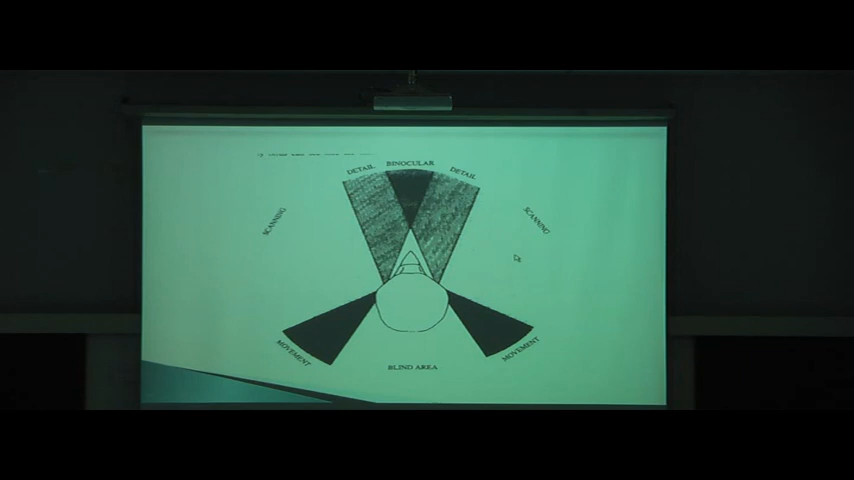 DETAIL BINOCULAR DETAIL
SCANNING SCANNING
MOVEMENT MOVEMENT
BLIND AREA